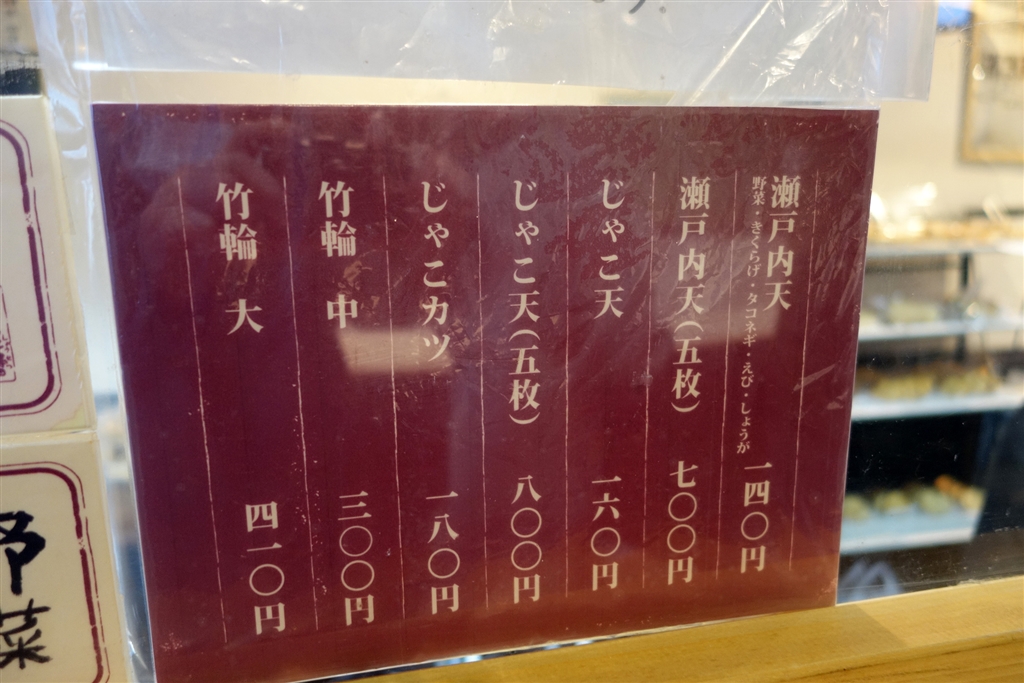 瀬戸内天 一四〇円
野菜・きくらげ・タコネギ・えび・しょうが
瀬戸内天(五枚) 七〇〇円
じゃこ天 一六〇円
じゃこ天(五枚) 八〇〇円
じゃこカツ 一八〇円
竹輪 中 三〇〇円
竹輪 大 四一〇円
野菜